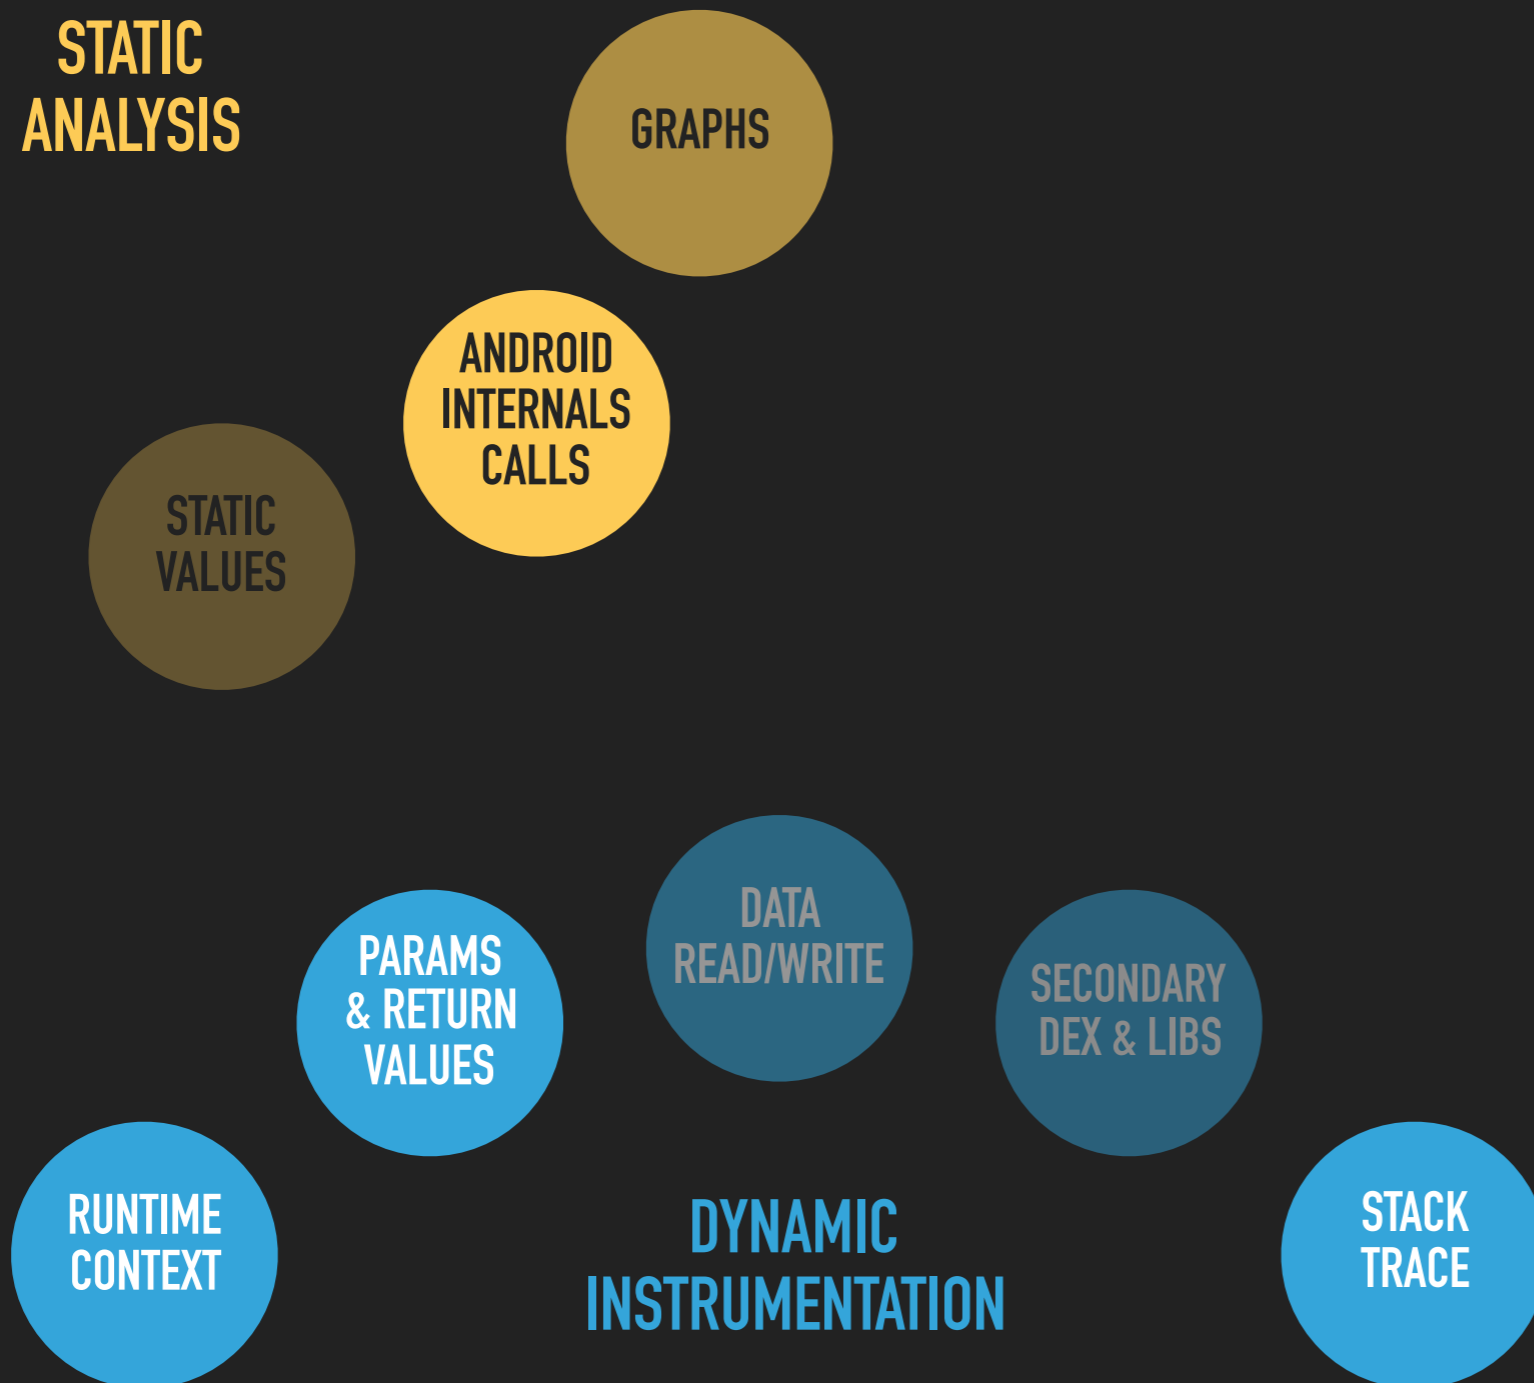 STATIC
ANALYSIS
GRAPHS
ANDROID
INTERNALS
CALLS
STATIC
VALUES
DATA
READ/WRITE
PARAMS
& RETURN
VALUES
SECONDARY
DEX & LIBS
RUNTIME
CONTEXT
DYNAMIC
INSTRUMENTATION
STACK
TRACE